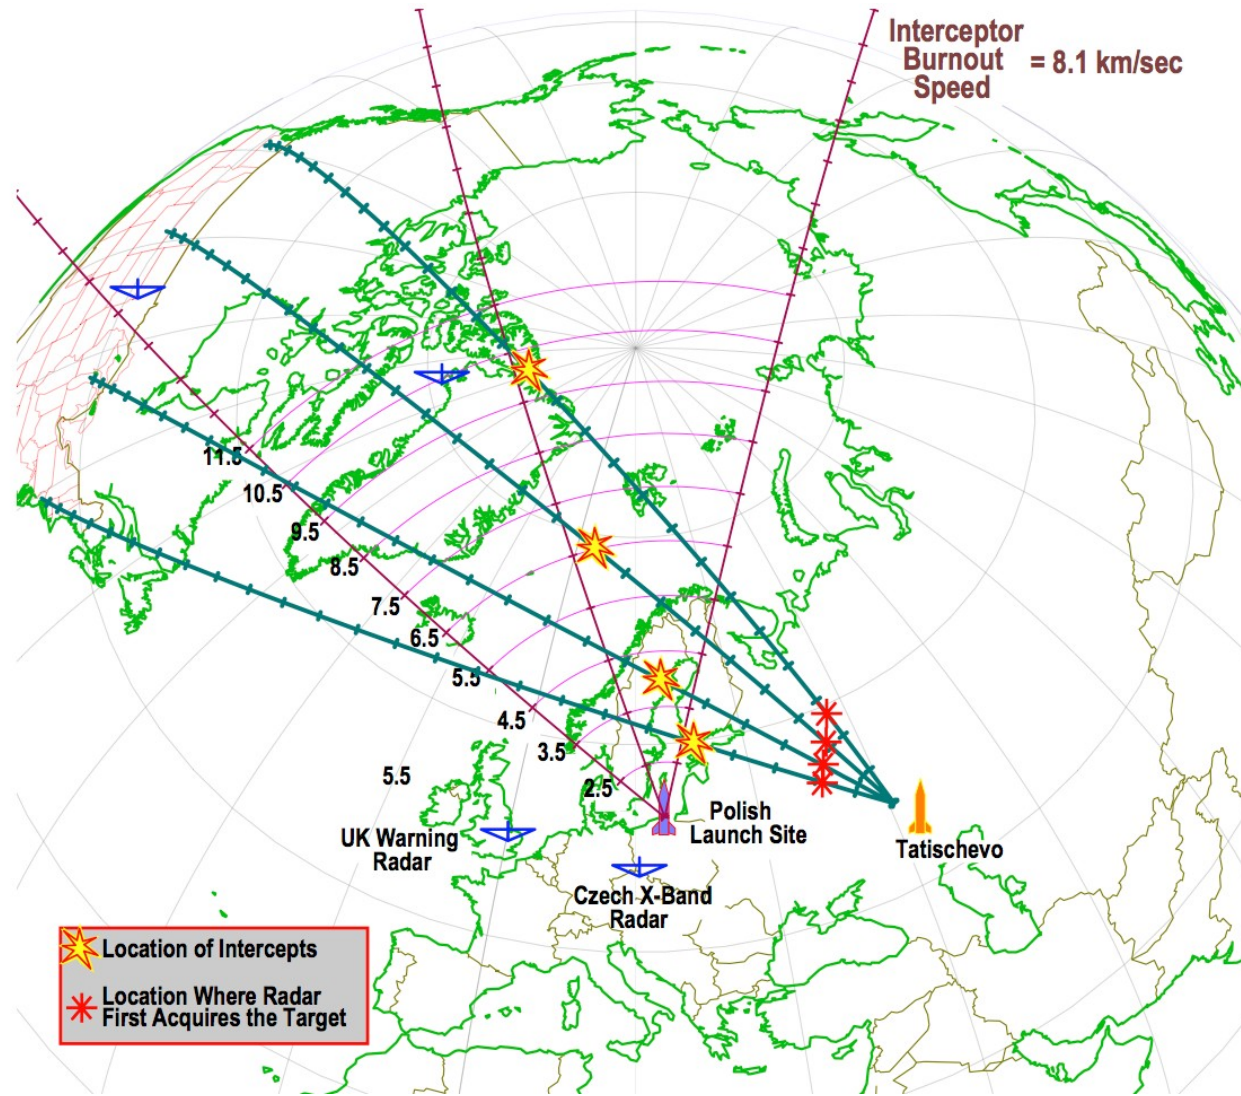 Interceptor
Burnout
Speed
= 8.1 km/sec
11.5
10.5
9.5
8.5
7.5
6.5
5.5
4.5
3.5
2.5
5.5
UK Warning
Radar
Polish
Launch Site
Tatischevo
Czech X-Band
Radar
Location of Intercepts
Location Where Radar
First Acquires the Target